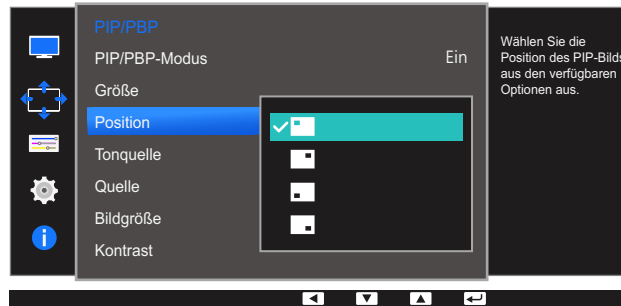 PIP/PBP
PIP/PBP-Modus Ein
Größe
Position
Tonquelle
Quelle
Bildgröße
Kontrast
Wählen Sie die
Position des PIP-Bilds
aus den verfügbaren
Optionen aus.